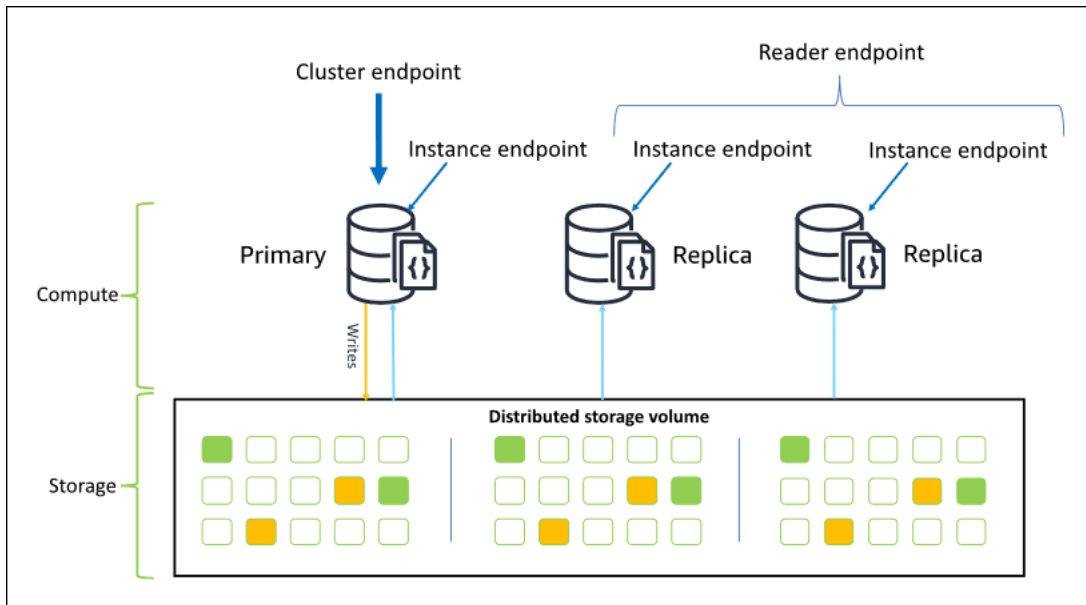 Reader endpoint
Cluster endpoint
Instance endpoint
Instance endpoint
Instance endpoint
Primary
{}
{}
Replica
{}
Replica
Compute
Writes
Distributed storage volume
Storage